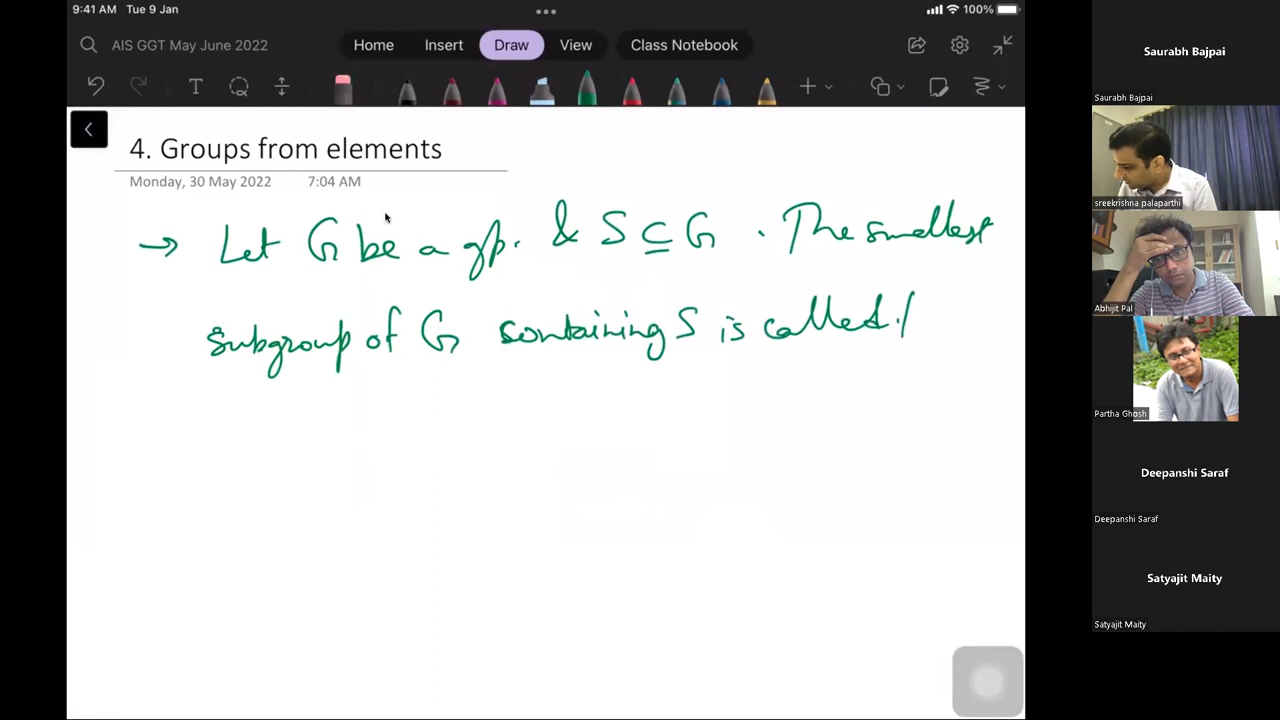 9:41 AM Tue 9 Jan
100%
AIS GGT May June 2022
Home Insert Draw View Class Notebook
4. Groups from elements
Monday, 30 May 2022 7:04 AM
→ Let G be a gp. & S ⊆ G . The smallest
subgroup of G containing S is called
Saurabh Bajpai
Saurabh Bajpai
sreekrishna palaparthi
Abhijit Pal
Partha Ghosh
Deepanshi Saraf
Deepanshi Saraf
Satyajit Maity
Satyajit Maity